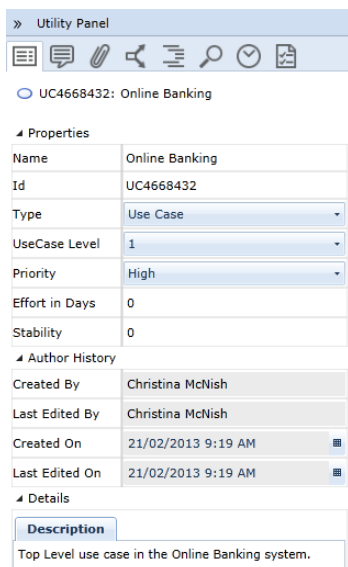 » Utility Panel
UC4668432: Online Banking
Properties
Name Online Banking
Id UC4668432
Type Use Case
UseCase Level 1
Priority High
Effort in Days 0
Stability 0
Author History
Created By Christina McNish
Last Edited By Christina McNish
Created On 21/02/2013 9:19 AM
Last Edited On 21/02/2013 9:19 AM
Details
Description
Top Level use case in the Online Banking system.